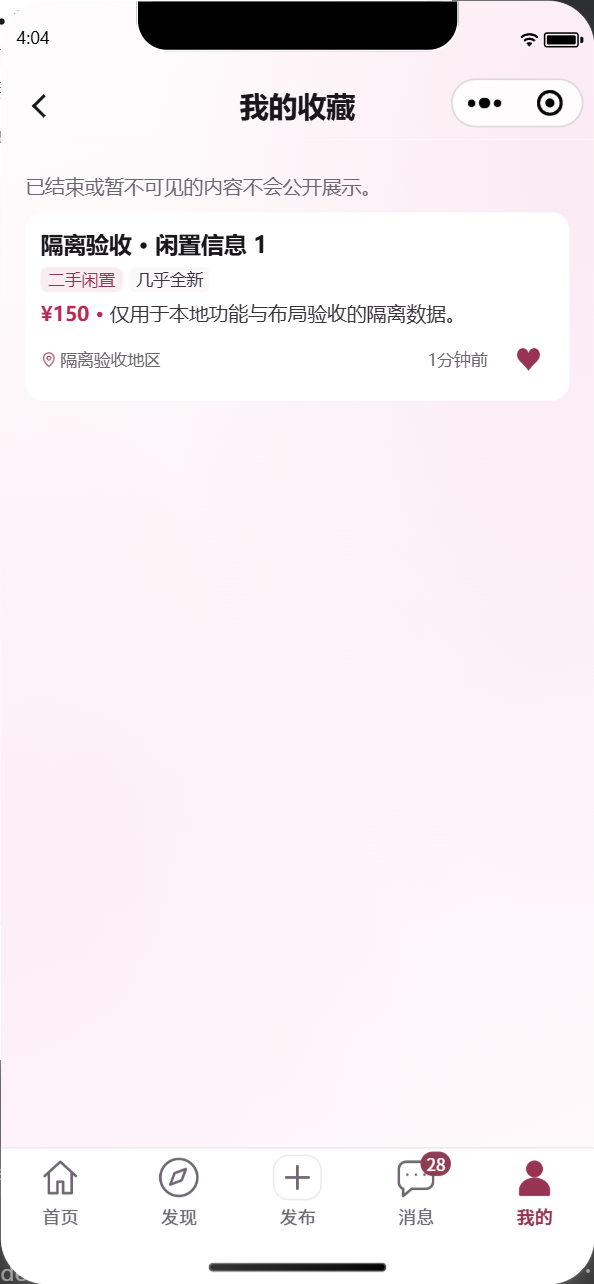 4:04
我的收藏
已结束或暂不可见的内容不会公开展示。
隔离验收·闲置信息 1
二手闲置 几乎全新
¥150 · 仅用于本地功能与布局验收的隔离数据。
隔离验收地区 1分钟前
28
首页 发现 发布 消息 我的